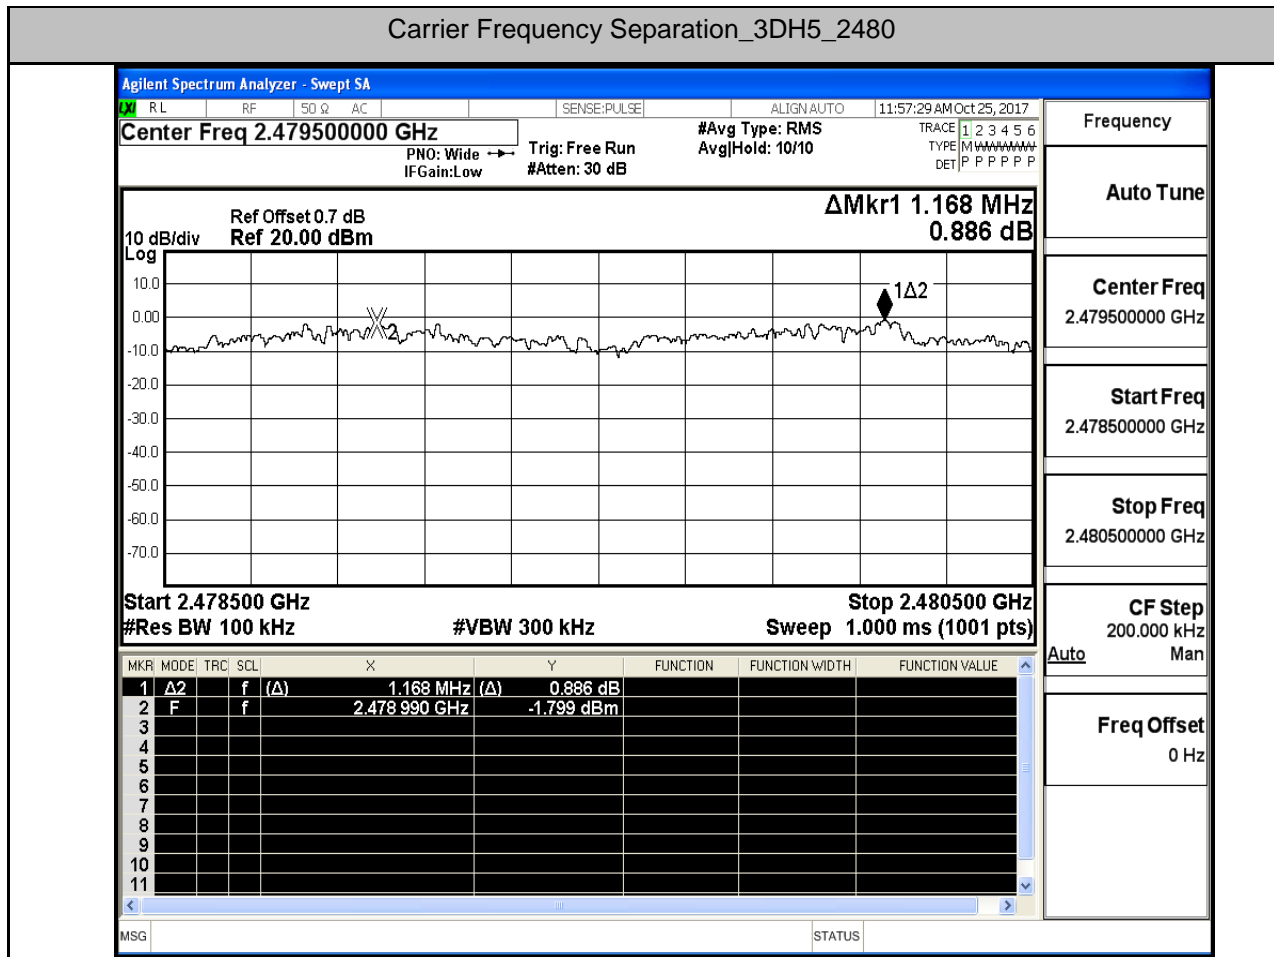 Carrier Frequency Separation_3DH5_2480
Agilent Spectrum Analyzer - Swept SA
LXI RL RF 50 Ω AC SENSE:PULSE ALIGN AUTO 11:57:29 AM Oct 25, 2017
Center Freq 2.479500000 GHz
PNO: Wide
IFGain:Low
Trig: Free Run
#Atten: 30 dB
#Avg Type: RMS
Avg|Hold: 10/10
TRACE 1 2 3 4 5 6
TYPE M W W W W W
DET P P P P P P
ΔMkr1 1.168 MHz
0.886 dB
Ref Offset 0.7 dB
10 dB/div Ref 20.00 dBm
Log
10.0
0.00
-10.0
-20.0
-30.0
-40.0
-50.0
-60.0
-70.0
1Δ2
2
Start 2.478500 GHz Stop 2.480500 GHz
#Res BW 100 kHz #VBW 300 kHz Sweep 1.000 ms (1001 pts)
MKR MODE TRC SCL X Y FUNCTION FUNCTION WIDTH FUNCTION VALUE
1 Δ2 f (Δ) 1.168 MHz (Δ) 0.886 dB
2 F f 2.478 990 GHz -1.799 dBm
3
4
5
6
7
8
9
10
11
MSG STATUS
Frequency
Auto Tune
Center Freq
2.479500000 GHz
Start Freq
2.478500000 GHz
Stop Freq
2.480500000 GHz
CF Step
200.000 kHz
Auto Man
Freq Offset
0 Hz